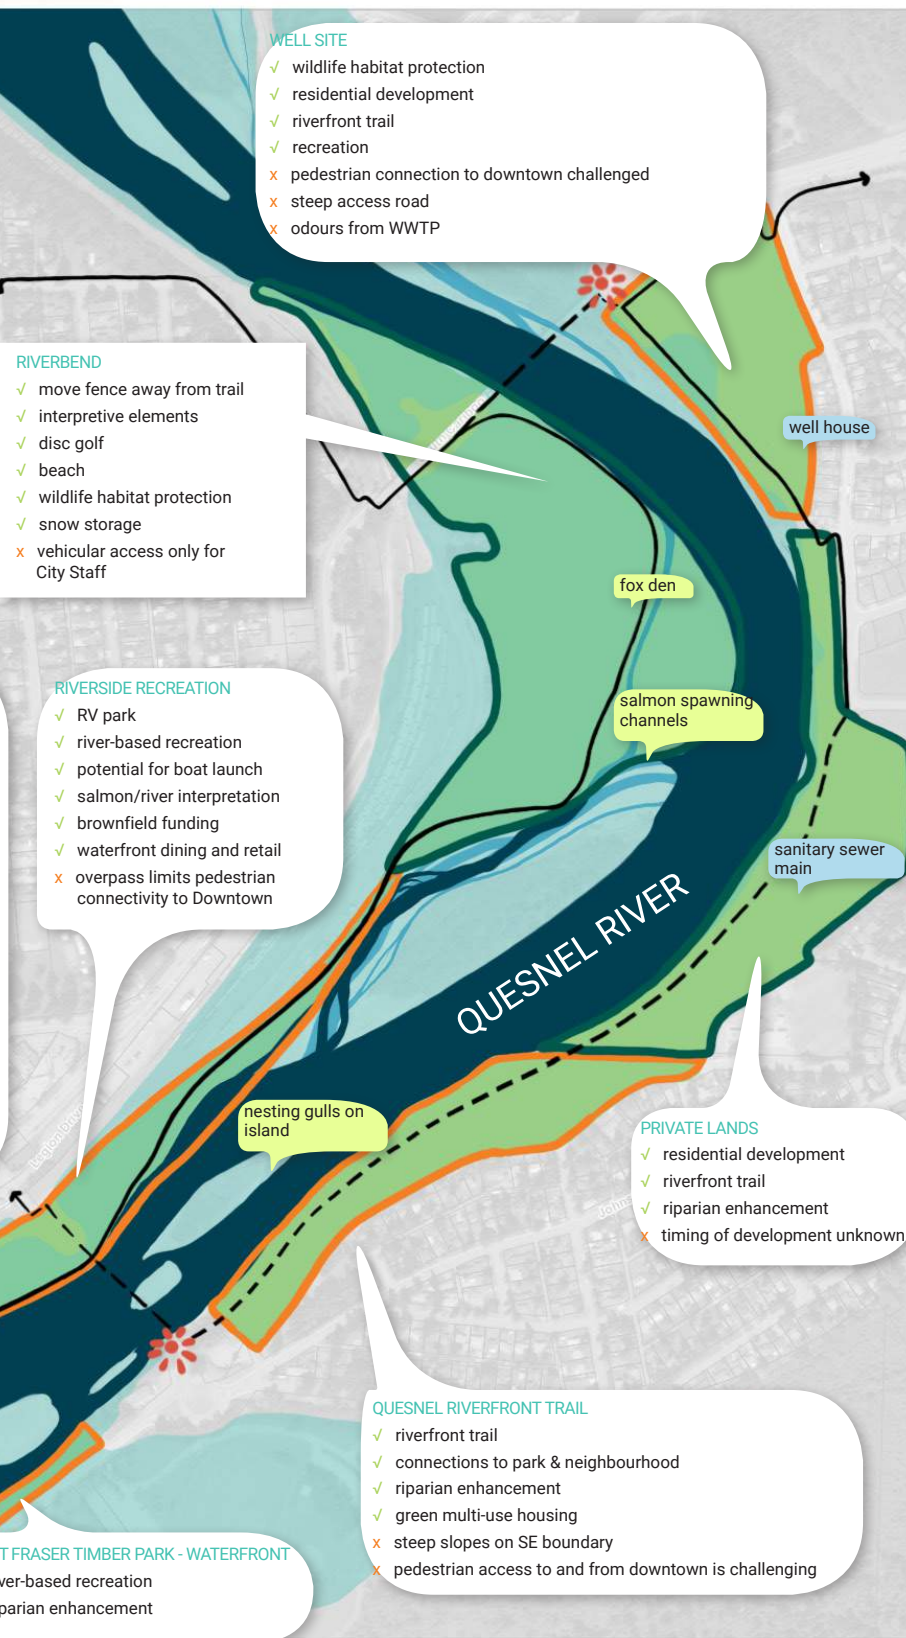 WELL SITE
√ wildlife habitat protection
√ residential development
√ riverfront trail
√ recreation
x pedestrian connection to downtown challenged
x steep access road
x odours from WWTP
RIVERBEND
√ move fence away from trail
√ interpretive elements
√ disc golf
√ beach
√ wildlife habitat protection
√ snow storage
x vehicular access only for
City Staff
well house
fox den
RIVERSIDE RECREATION
√ RV park
√ river-based recreation
√ potential for boat launch
√ salmon/river interpretation
√ brownfield funding
√ waterfront dining and retail
x overpass limits pedestrian
connectivity to Downtown
salmon spawning
channels
sanitary sewer
main
QUESNEL RIVER
nesting gulls on
island
Legion Drive
PRIVATE LANDS
√ residential development
√ riverfront trail
√ riparian enhancement
x timing of development unknown
Johns
QUESNEL RIVERFRONT TRAIL
√ riverfront trail
√ connections to park & neighbourhood
√ riparian enhancement
√ green multi-use housing
x steep slopes on SE boundary
x pedestrian access to and from downtown is challenging
T FRASER TIMBER PARK - WATERFRONT
ver-based recreation
parian enhancement